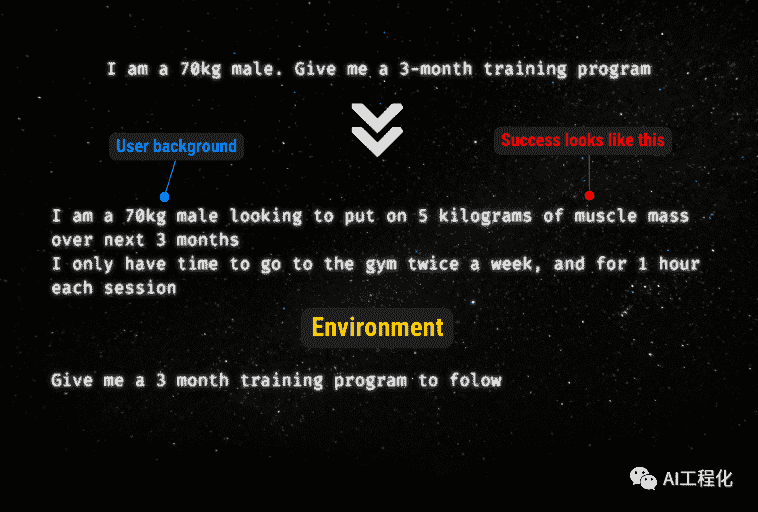 I am a 70kg male. Give me a 3-month training program
User background
Success looks like this
I am a 70kg male looking to put on 5 kilograms of muscle mass
over next 3 months
I only have time to go to the gym twice a week, and for 1 hour
each session
Environment
Give me a 3 month training program to folow
AI工程化